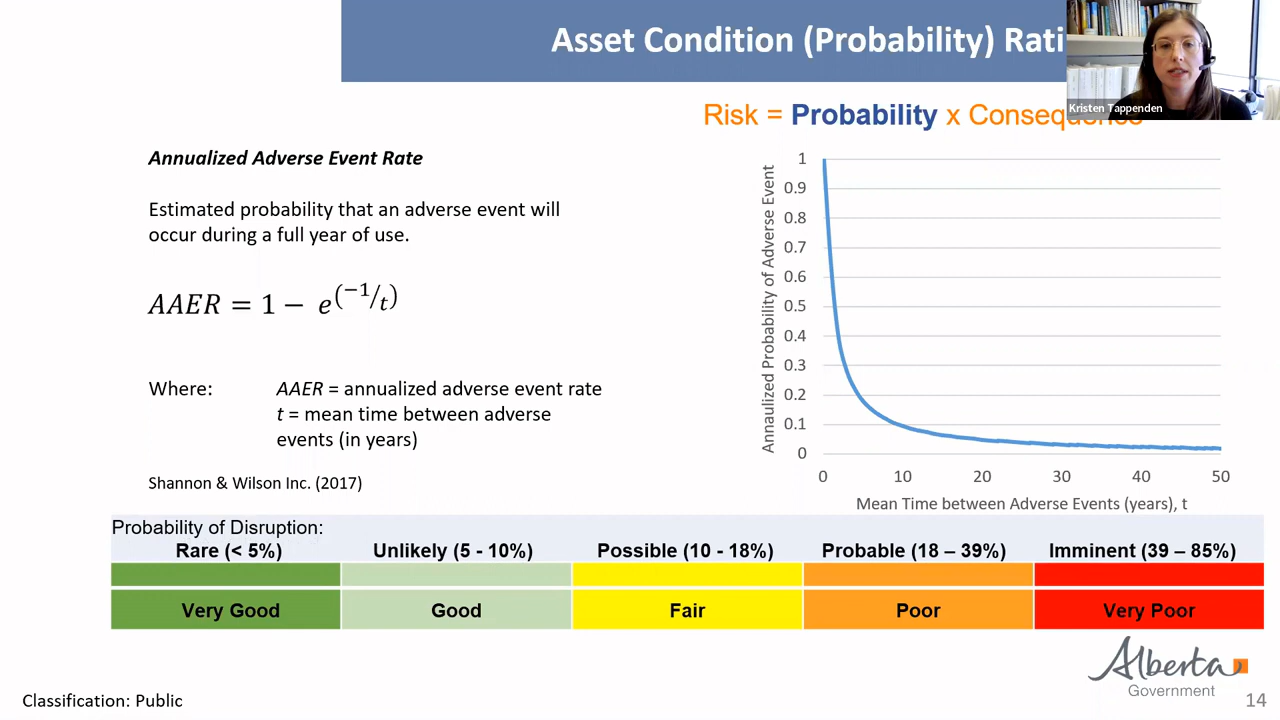 Asset Condition (Probability) Rati
Kristen Tappenden
Risk = Probability x Consequence
Annualized Adverse Event Rate
Estimated probability that an adverse event will
occur during a full year of use.
AAER = 1 − e^(−1/t)
Where: AAER = annualized adverse event rate
t = mean time between adverse
events (in years)
Shannon & Wilson Inc. (2017)
Annaulized Probability of Adverse Event
1
0.9
0.8
0.7
0.6
0.5
0.4
0.3
0.2
0.1
0
0 10 20 30 40 50
Mean Time between Adverse Events (years), t
Probability of Disruption:
Rare (< 5%) Unlikely (5 - 10%) Possible (10 - 18%) Probable (18 – 39%) Imminent (39 – 85%)
Very Good Good Fair Poor Very Poor
Alberta
Government
Classification: Public
14